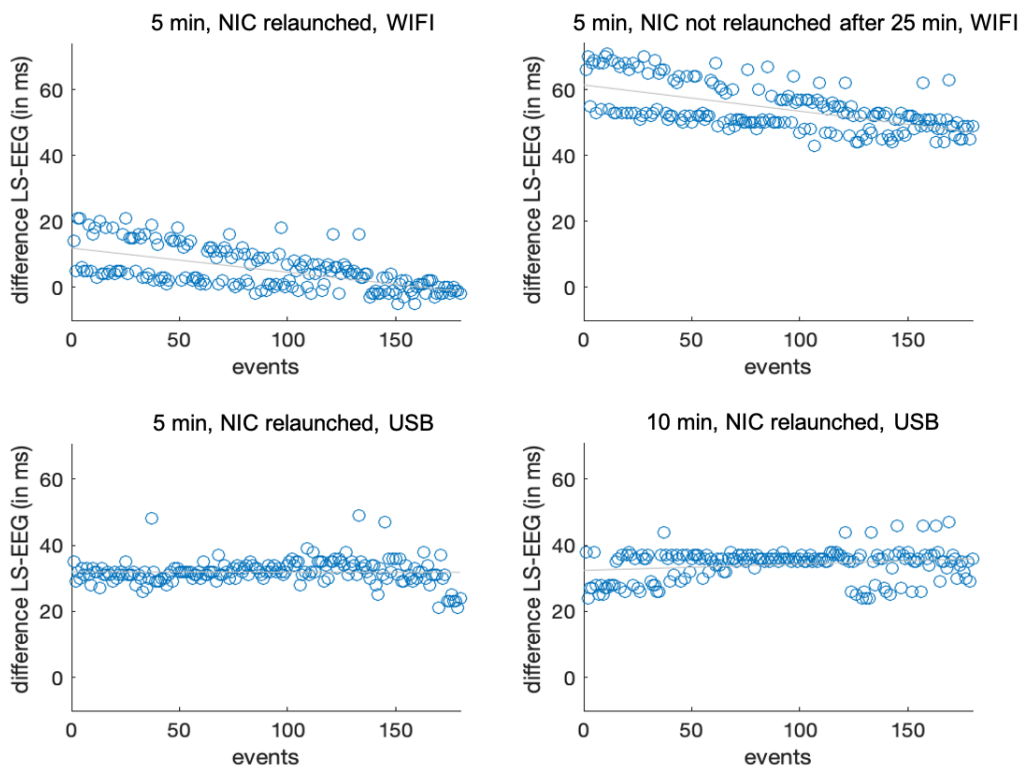 5 min, NIC relaunched, WIFI
difference LS-EEG (in ms)
60
40
20
0
0 50 100 150
events
5 min, NIC not relaunched after 25 min, WIFI
difference LS-EEG (in ms)
60
40
20
0
0 50 100 150
events
5 min, NIC relaunched, USB
difference LS-EEG (in ms)
60
40
20
0
0 50 100 150
events
10 min, NIC relaunched, USB
difference LS-EEG (in ms)
60
40
20
0
0 50 100 150
events